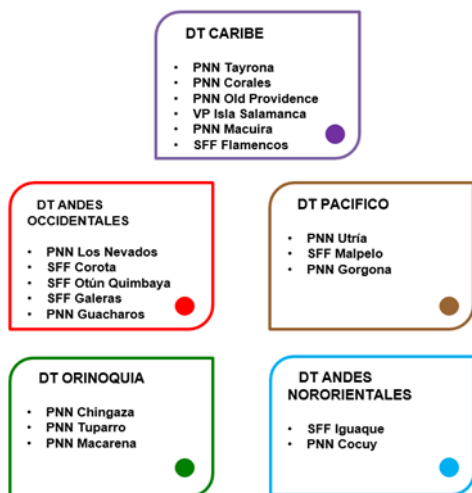 DT CARIBE
• PNN Tayrona
• PNN Corales
• PNN Old Providence
• VP Isla Salamanca
• PNN Macuira
• SFF Flamencos
DT ANDES
OCCIDENTALES
• PNN Los Nevados
• SFF Corota
• SFF Otún Quimbaya
• SFF Galeras
• PNN Guacharos
DT PACIFICO
• PNN Utría
• SFF Malpelo
• PNN Gorgona
DT ORINOQUIA
• PNN Chingaza
• PNN Tuparro
• PNN Macarena
DT ANDES
NORORIENTALES
• SFF Iguaque
• PNN Cocuy